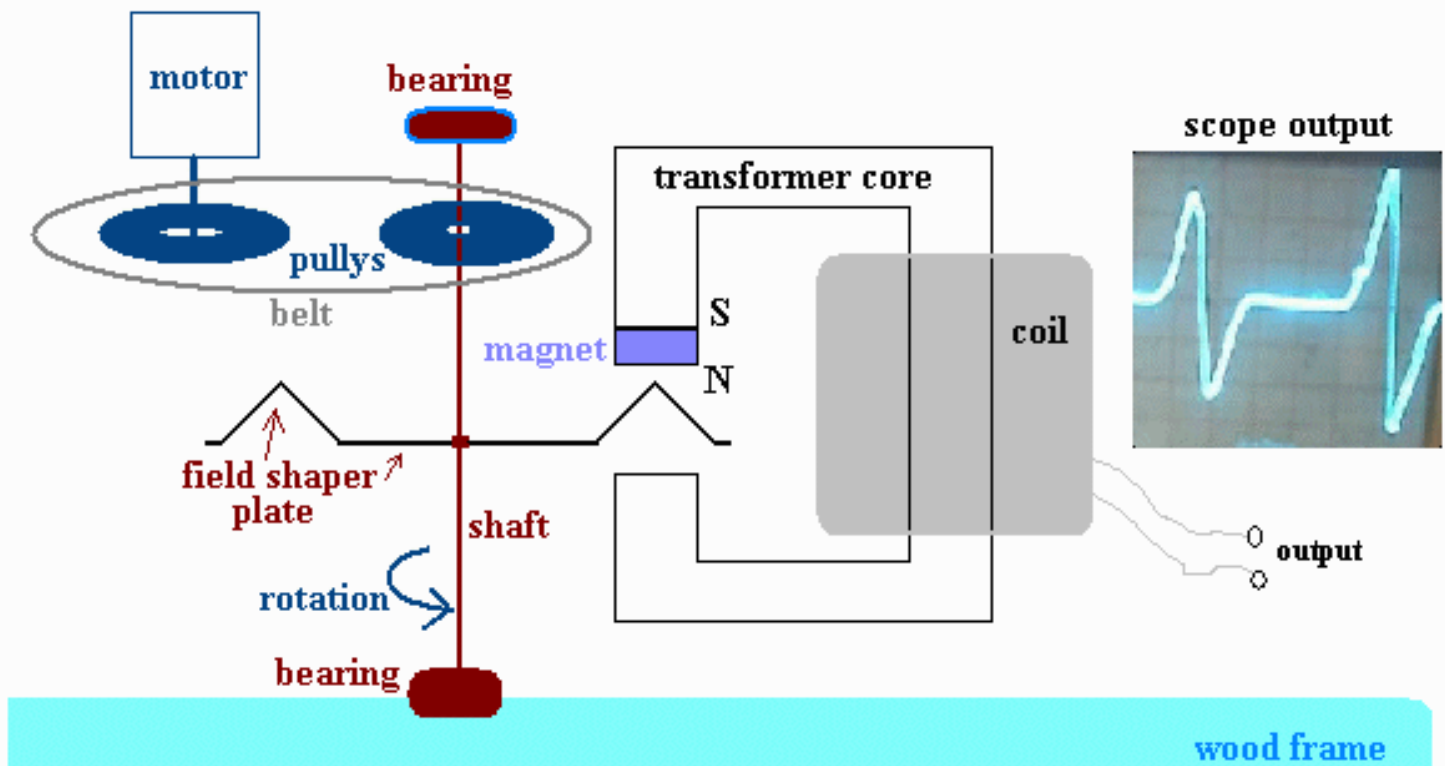 motor
bearing
scope output
transformer core
pullys
belt
S
magnet
N
coil
field shaper
plate
shaft
output
rotation
bearing
wood frame